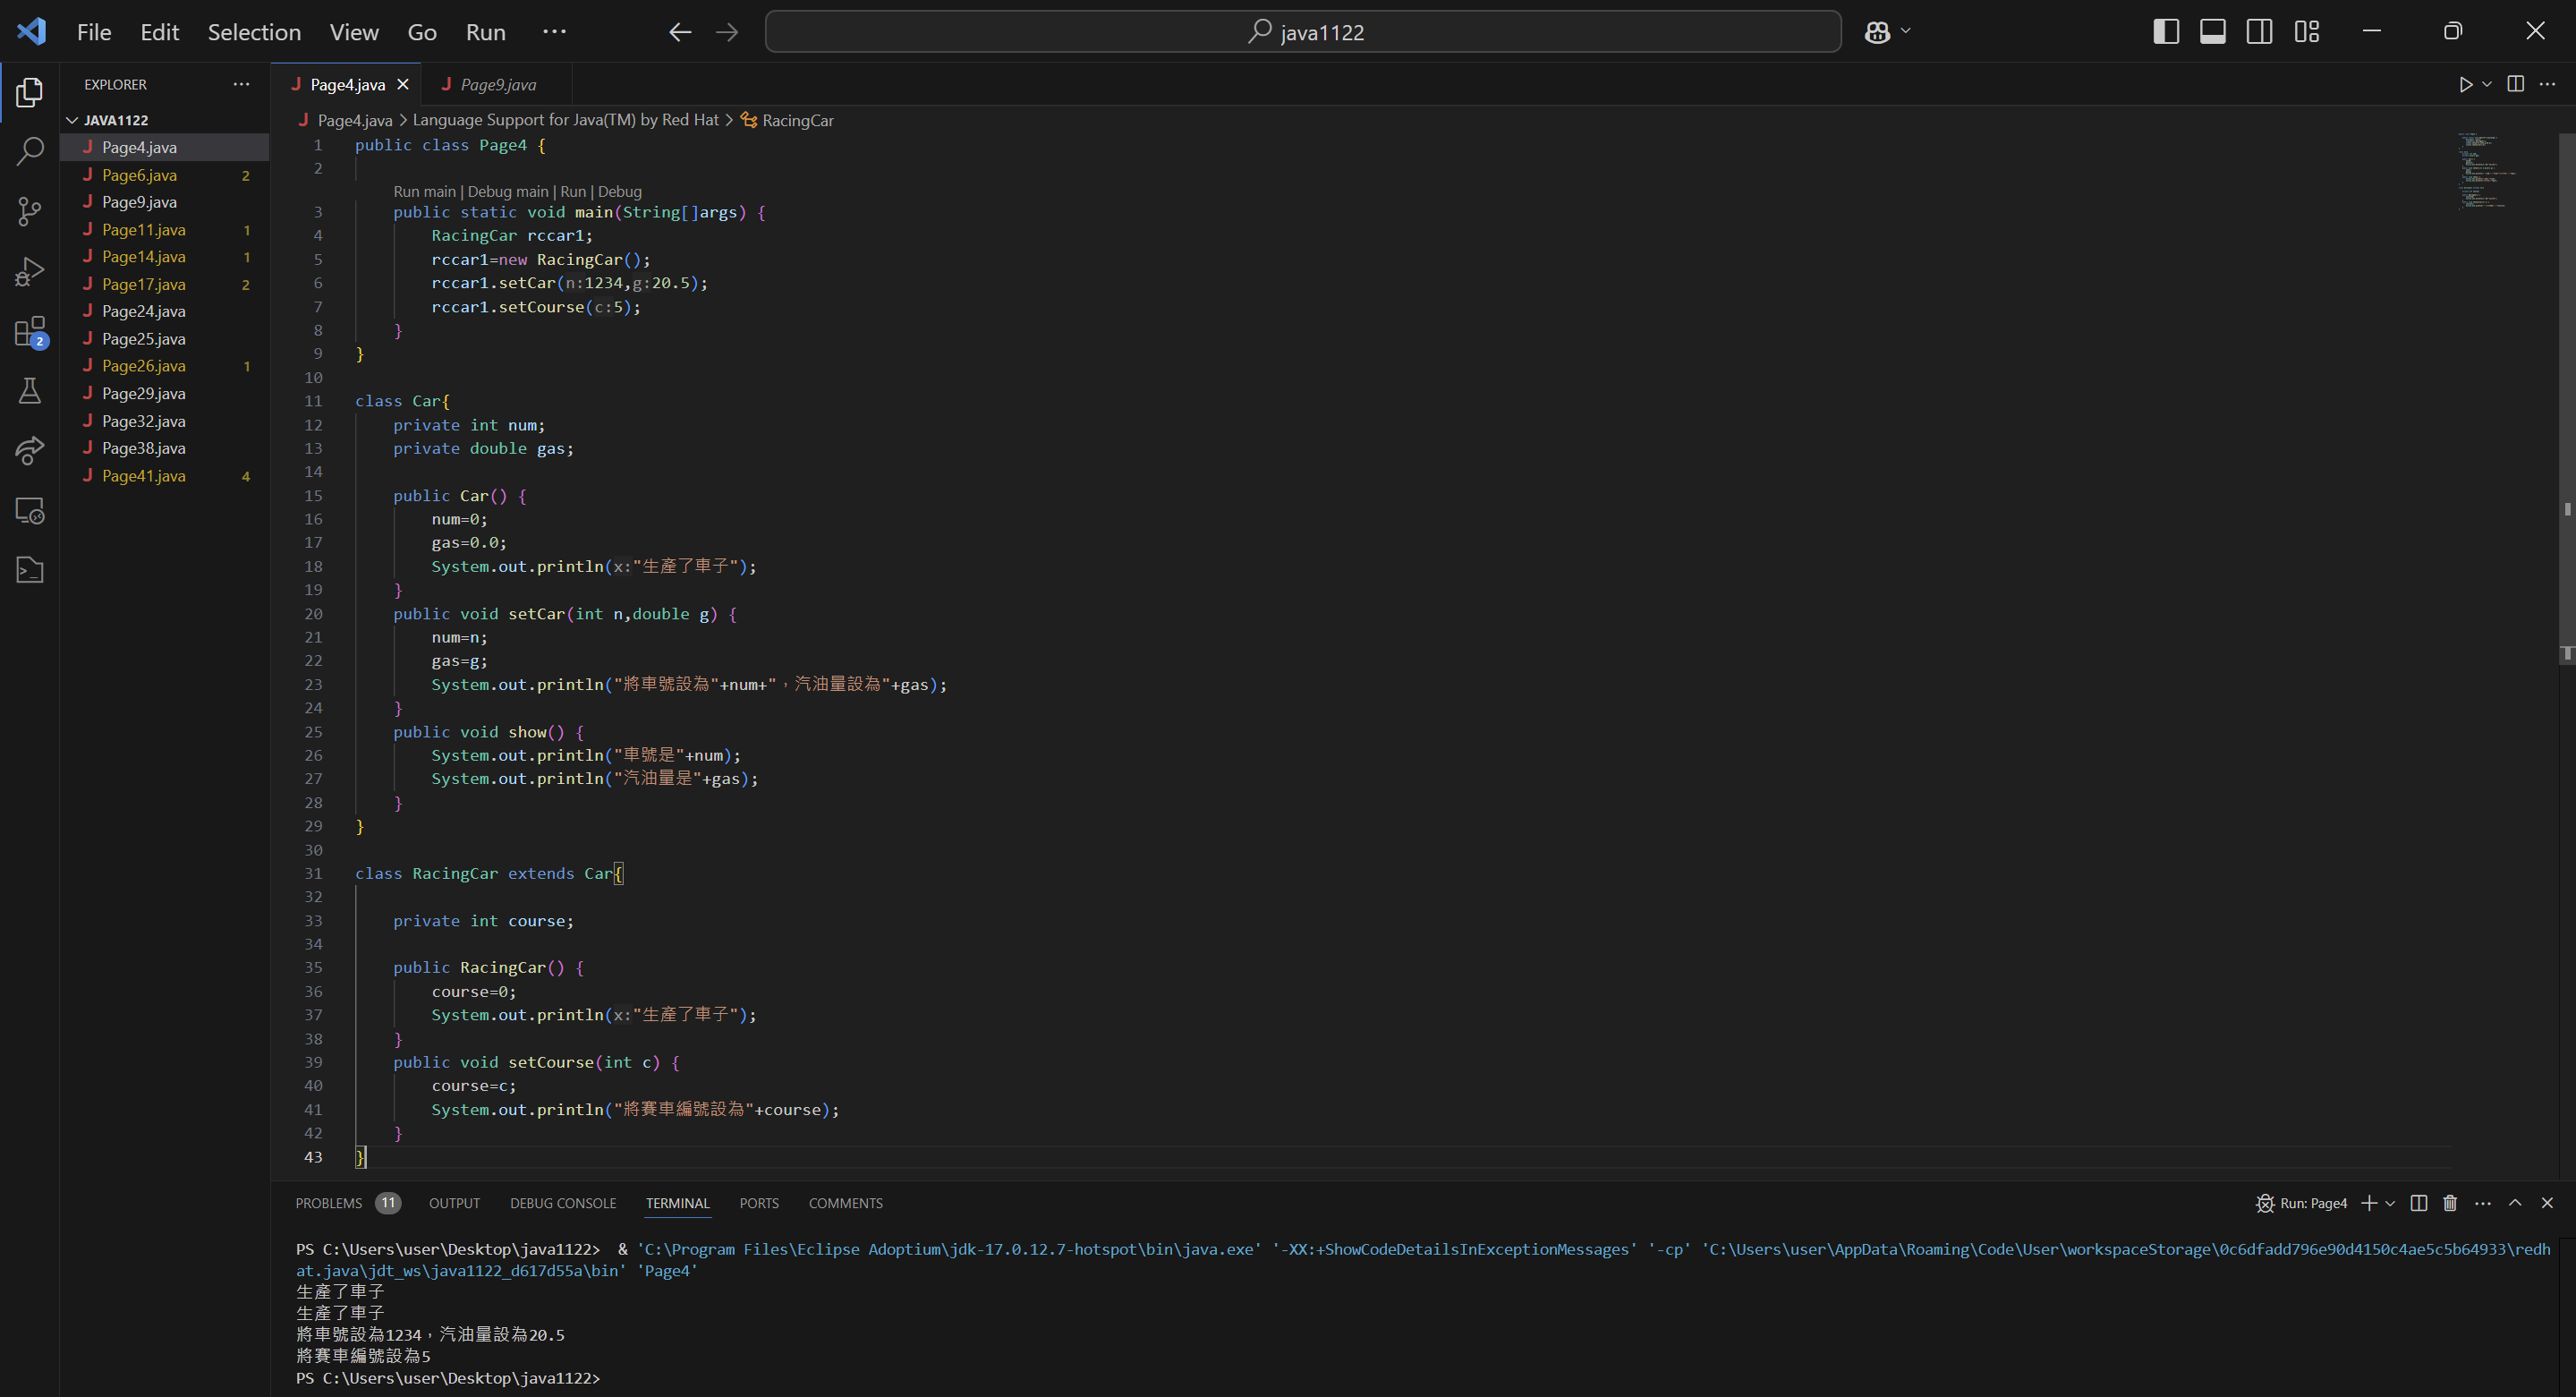 File Edit Selection View Go Run ···
java1122
EXPLORER ···
JAVA1122
J Page4.java
J Page6.java 2
J Page9.java
J Page11.java 1
J Page14.java 1
J Page17.java 2
J Page24.java
J Page25.java
J Page26.java 1
J Page29.java
J Page32.java
J Page38.java
J Page41.java 4
2
J Page4.java J Page9.java
J Page4.java > Language Support for Java(TM) by Red Hat > RacingCar
1 public class Page4 {
2
Run main | Debug main | Run | Debug
3 public static void main(String[]args) {
4 RacingCar rccar1;
5 rccar1=new RacingCar();
6 rccar1.setCar(n:1234,g:20.5);
7 rccar1.setCourse(c:5);
8 }
9 }
10
11 class Car{
12 private int num;
13 private double gas;
14
15 public Car() {
16 num=0;
17 gas=0.0;
18 System.out.println(x:"生產了車子");
19 }
20 public void setCar(int n,double g) {
21 num=n;
22 gas=g;
23 System.out.println("將車號設為"+num+"，汽油量設為"+gas);
24 }
25 public void show() {
26 System.out.println("車號是"+num);
27 System.out.println("汽油量是"+gas);
28 }
29 }
30
31 class RacingCar extends Car{
32
33 private int course;
34
35 public RacingCar() {
36 course=0;
37 System.out.println(x:"生產了車子");
38 }
39 public void setCourse(int c) {
40 course=c;
41 System.out.println("將賽車編號設為"+course);
42 }
43 }
PROBLEMS 11 OUTPUT DEBUG CONSOLE TERMINAL PORTS COMMENTS Run: Page4
PS C:\Users\user\Desktop\java1122> & 'C:\Program Files\Eclipse Adoptium\jdk-17.0.12.7-hotspot\bin\java.exe' '-XX:+ShowCodeDetailsInExceptionMessages' '-cp' 'C:\Users\user\AppData\Roaming\Code\User\workspaceStorage\0c6dfadd796e90d4150c4ae5c5b64933\redh
at.java\jdt_ws\java1122_d617d55a\bin' 'Page4'
生產了車子
生產了車子
將車號設為1234，汽油量設為20.5
將賽車編號設為5
PS C:\Users\user\Desktop\java1122>